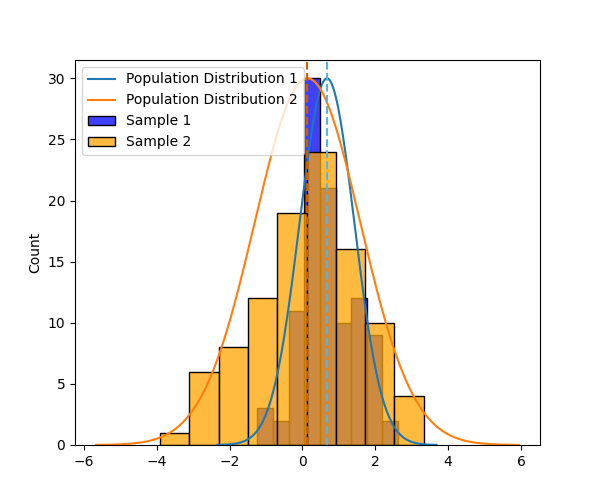 Population Distribution 1
Population Distribution 2
Sample 1
Sample 2
Count
30
25
20
15
10
5
0
−6 −4 −2 0 2 4 6